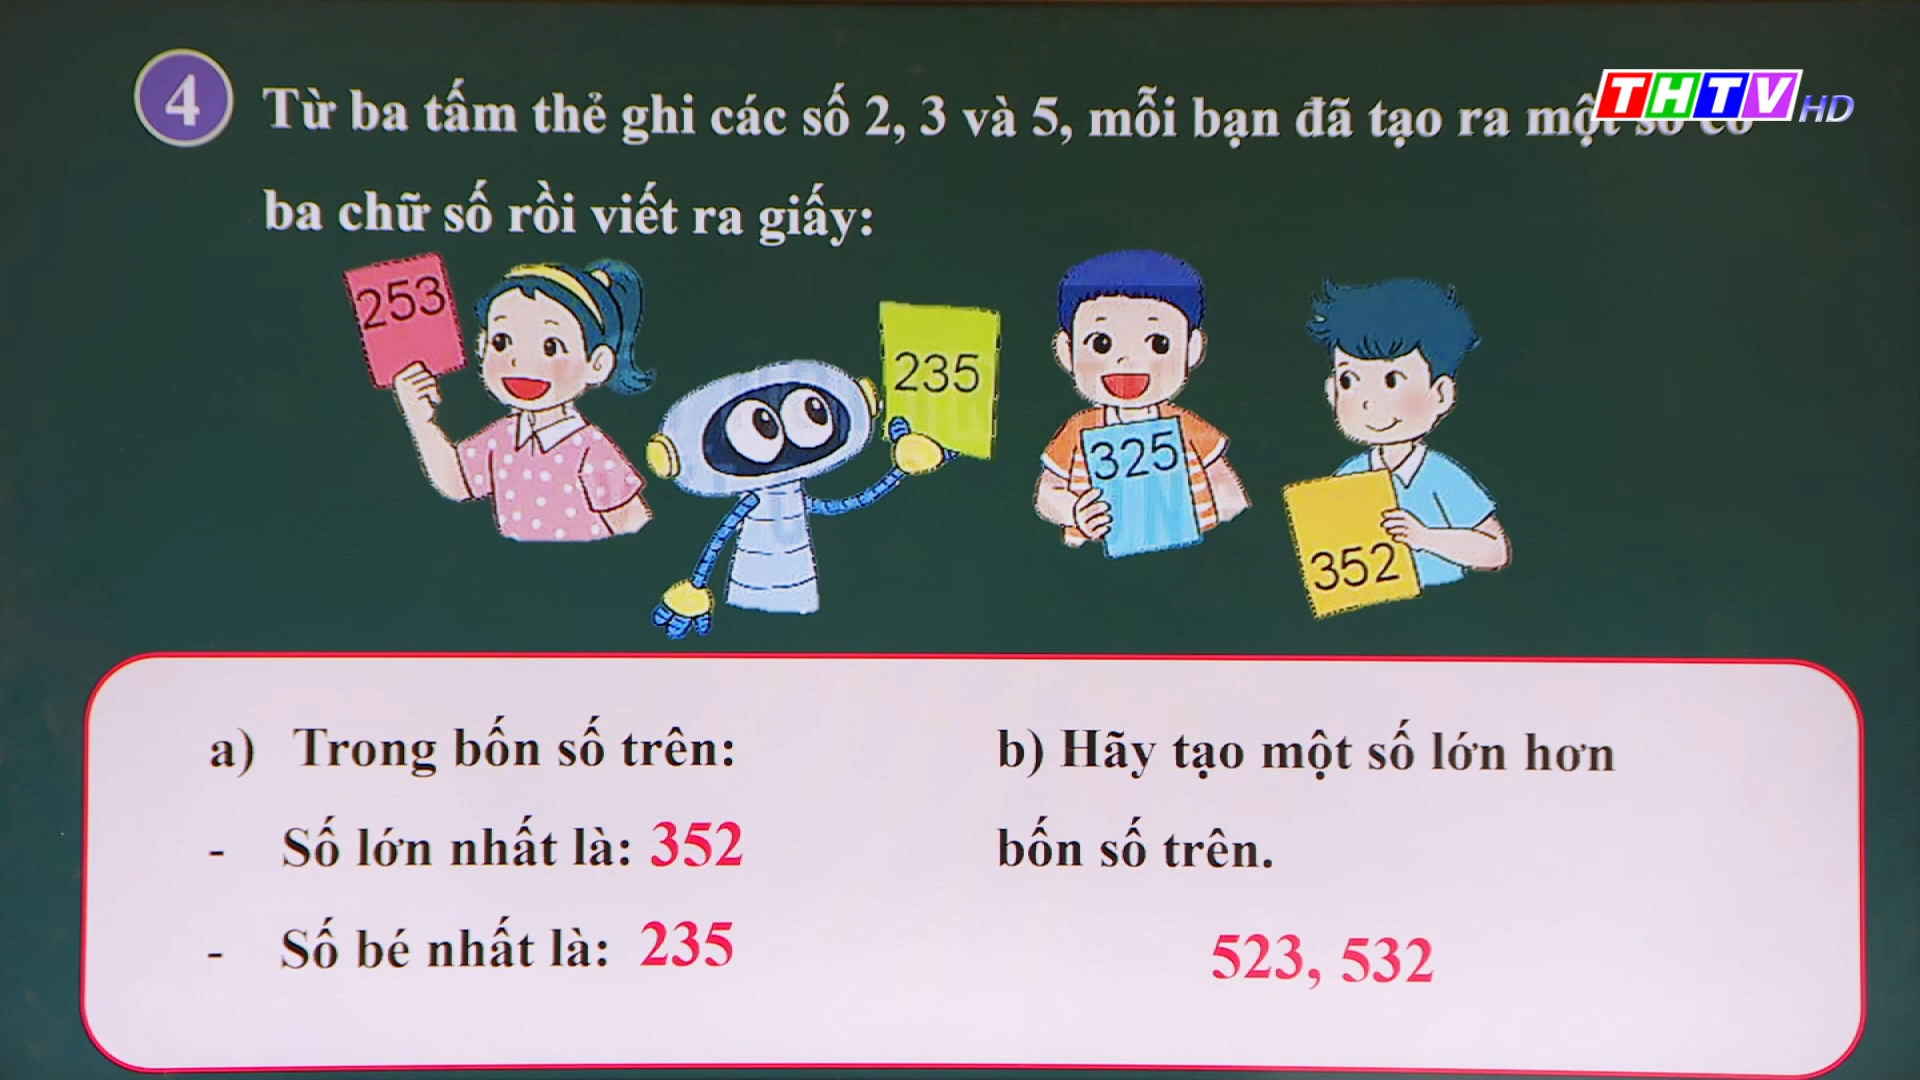 4 Từ ba tấm thẻ ghi các số 2, 3 và 5, mỗi bạn đã tạo ra một số có
THTV HD
ba chữ số rồi viết ra giấy:
253
235
325
352
a) Trong bốn số trên:
- Số lớn nhất là: 352
- Số bé nhất là: 235
b) Hãy tạo một số lớn hơn
bốn số trên.
523, 532